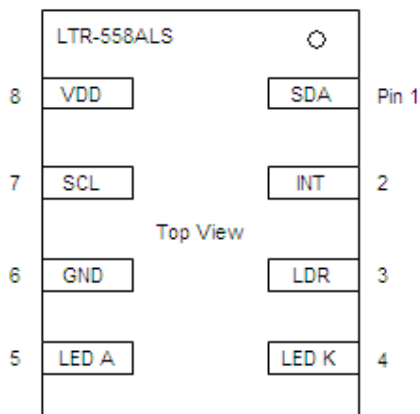 LTR-558ALS
8 VDD SDA Pin 1
7 SCL INT 2
Top View
6 GND LDR 3
5 LED A LED K 4